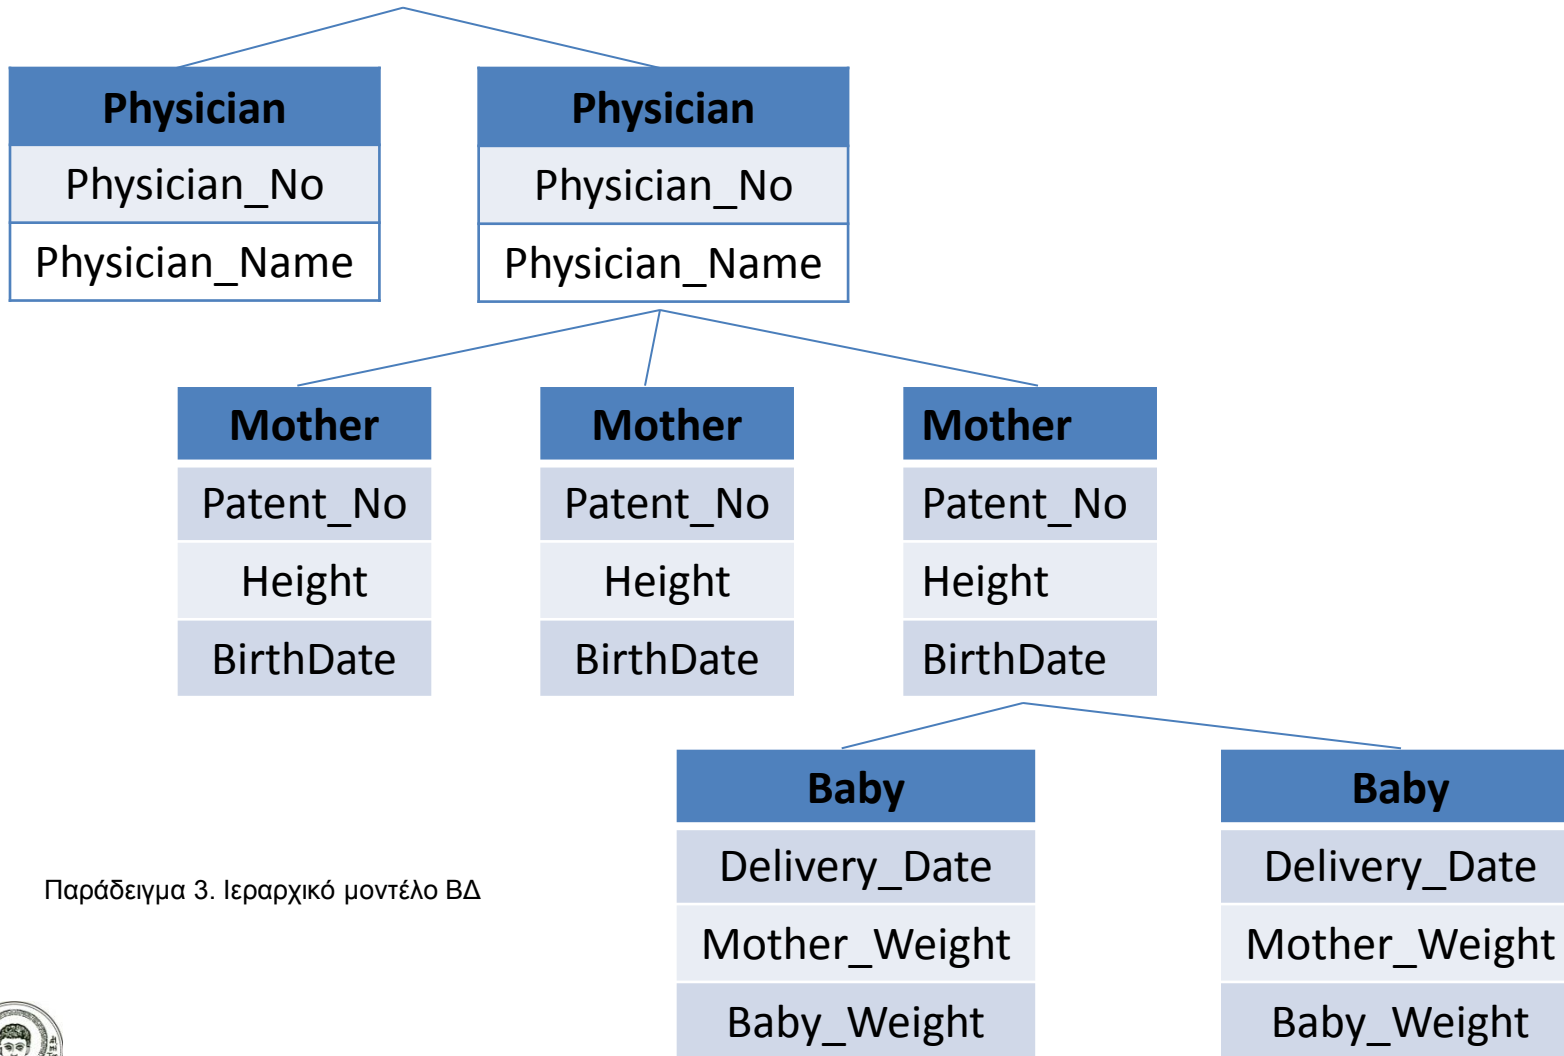 Physician
Physician_No
Physician_Name
Physician
Physician_No
Physician_Name
Mother
Patent_No
Height
BirthDate
Mother
Patent_No
Height
BirthDate
Mother
Patent_No
Height
BirthDate
Baby
Delivery_Date
Mother_Weight
Baby_Weight
Baby
Delivery_Date
Mother_Weight
Baby_Weight
Παράδειγμα 3. Ιεραρχικό μοντέλο ΒΔ